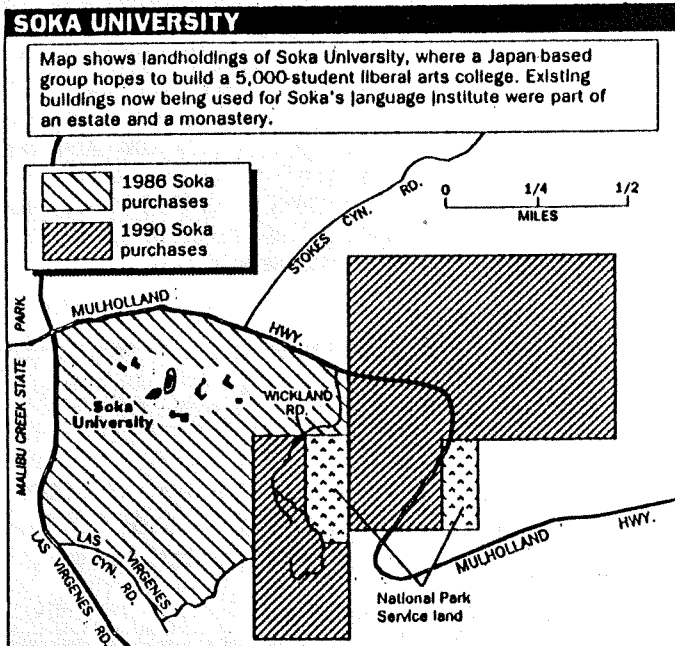 SOKA UNIVERSITY
Map shows landholdings of Soka University, where a Japan-based
group hopes to build a 5,000-student liberal arts college. Existing
buildings now being used for Soka's language institute were part of
an estate and a monastery.
1986 Soka
purchases
1990 Soka
purchases
0 1/4 1/2
MILES
STOKES CYN. RD.
MULHOLLAND
HWY.
MALIBU CREEK STATE PARK
Soka
University
WICKLAND
RD.
LAS VIRGENES
CYN. RD.
LAS VIRGENES RD.
MULHOLLAND
HWY.
National Park
Service land